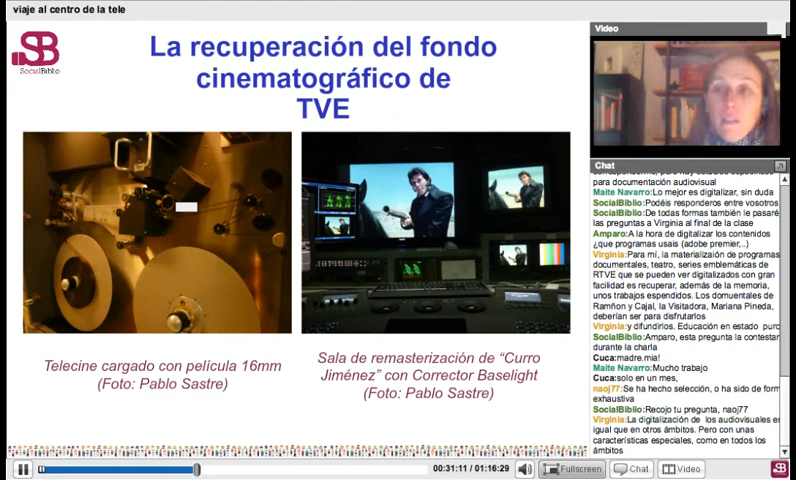 viaje al centro de la tele
SB
SOCIALBIBLIO
La recuperación del fondo
cinematográfico de
TVE
Telecine cargado con película 16mm
(Foto: Pablo Sastre)
Sala de remasterización de “Curro
Jiménez” con Corrector Baselight
(Foto: Pablo Sastre)
Video
Chat
para documentación audiovisual
Maite Navarro:Lo mejor es digitalizar, sin duda
SocialBiblio:Podéis responderos entre vosotros
SocialBiblio:De todas formas también le pasaré
las preguntas a Virginia al final de la clase
Amparo:A la hora de digitalizar los contenidos
¿que programas usais (adobe premier,...)
Virginia:Para mí, la materialización de programas
documentales, teatro, series emblemáticas de
RTVE que se pueden ver digitalizados con gran
facilidad es recuperar, además de la memoria,
unos trabajos espendidos. Los domuentales de
Ramñon y Cajal, la Visitadora, Mariana Pineda,
deberían ser para disfrutarlos
Virginia:y difundirlos. Educación en estado puro
SocialBiblio:Amparo, esta pregunta la contestar
durante la charla
Cuca:madre.mia!
Maite Navarro:Mucho trabajo
Cuca:solo en un mes,
naoj77:Se ha hecho selección, o ha sido de form
exhaustiva
SocialBiblio:Recojo tu pregunta, naoj77
Virginia:La digitalización de los audiovisuales es
igual que en otros ámbitos. Pero con unas
características especiales, como en todos los
ámbitos
00:31:11 / 01:16:29
Fullscreen
Chat
Video